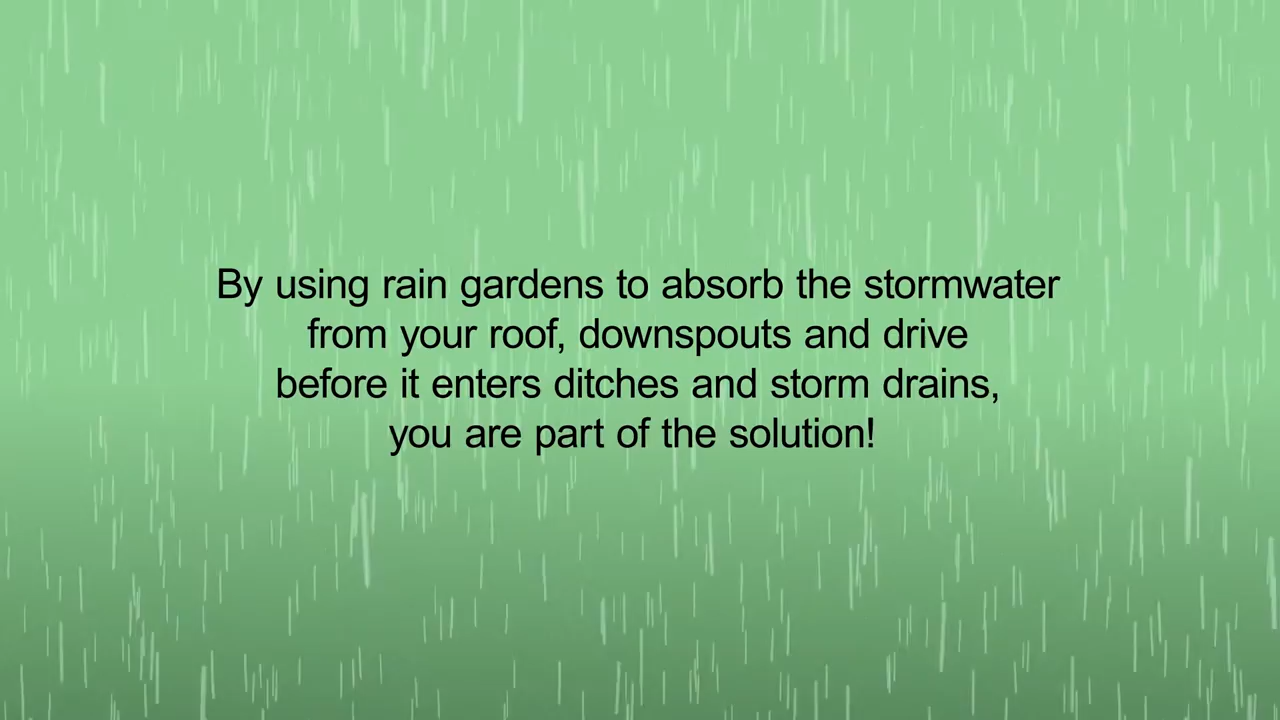 By using rain gardens to absorb the stormwater
from your roof, downspouts and drive
before it enters ditches and storm drains,
you are part of the solution!